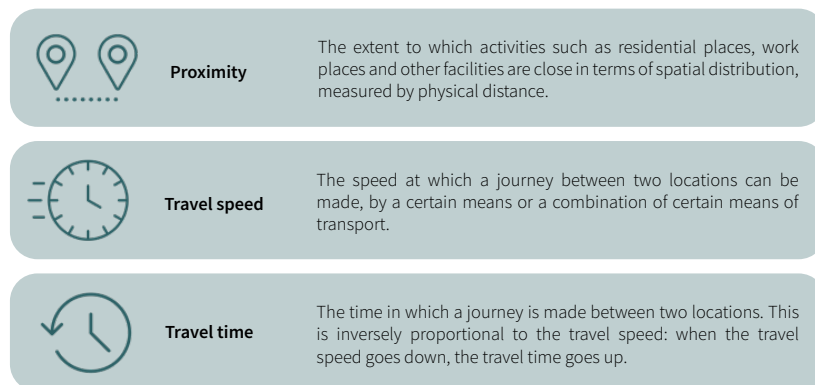 Proximity
The extent to which activities such as residential places, work
places and other facilities are close in terms of spatial distribution,
measured by physical distance.
Travel speed
The speed at which a journey between two locations can be
made, by a certain means or a combination of certain means of
transport.
Travel time
The time in which a journey is made between two locations. This
is inversely proportional to the travel speed: when the travel
speed goes down, the travel time goes up.